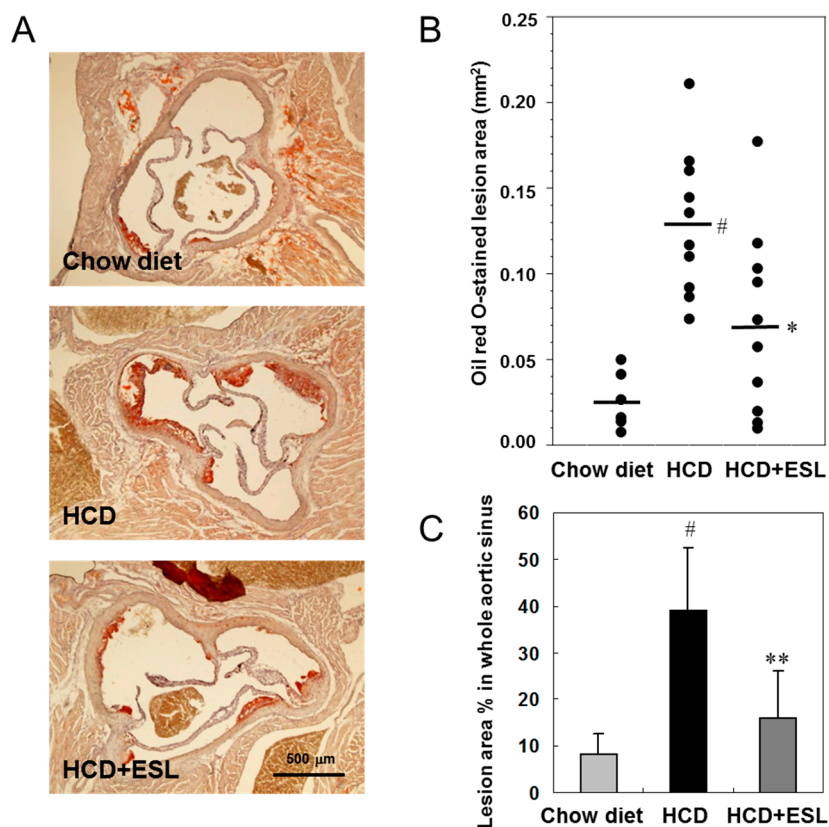 A
Chow diet
HCD
HCD+ESL
500 μm
B
Oil red O-stained lesion area (mm²)
0.25
0.20
0.15
0.10
0.05
0.00
#
*
Chow diet HCD HCD+ESL
C
Lesion area % in whole aortic sinus
60
50
40
30
20
10
0
#
**
Chow diet HCD HCD+ESL